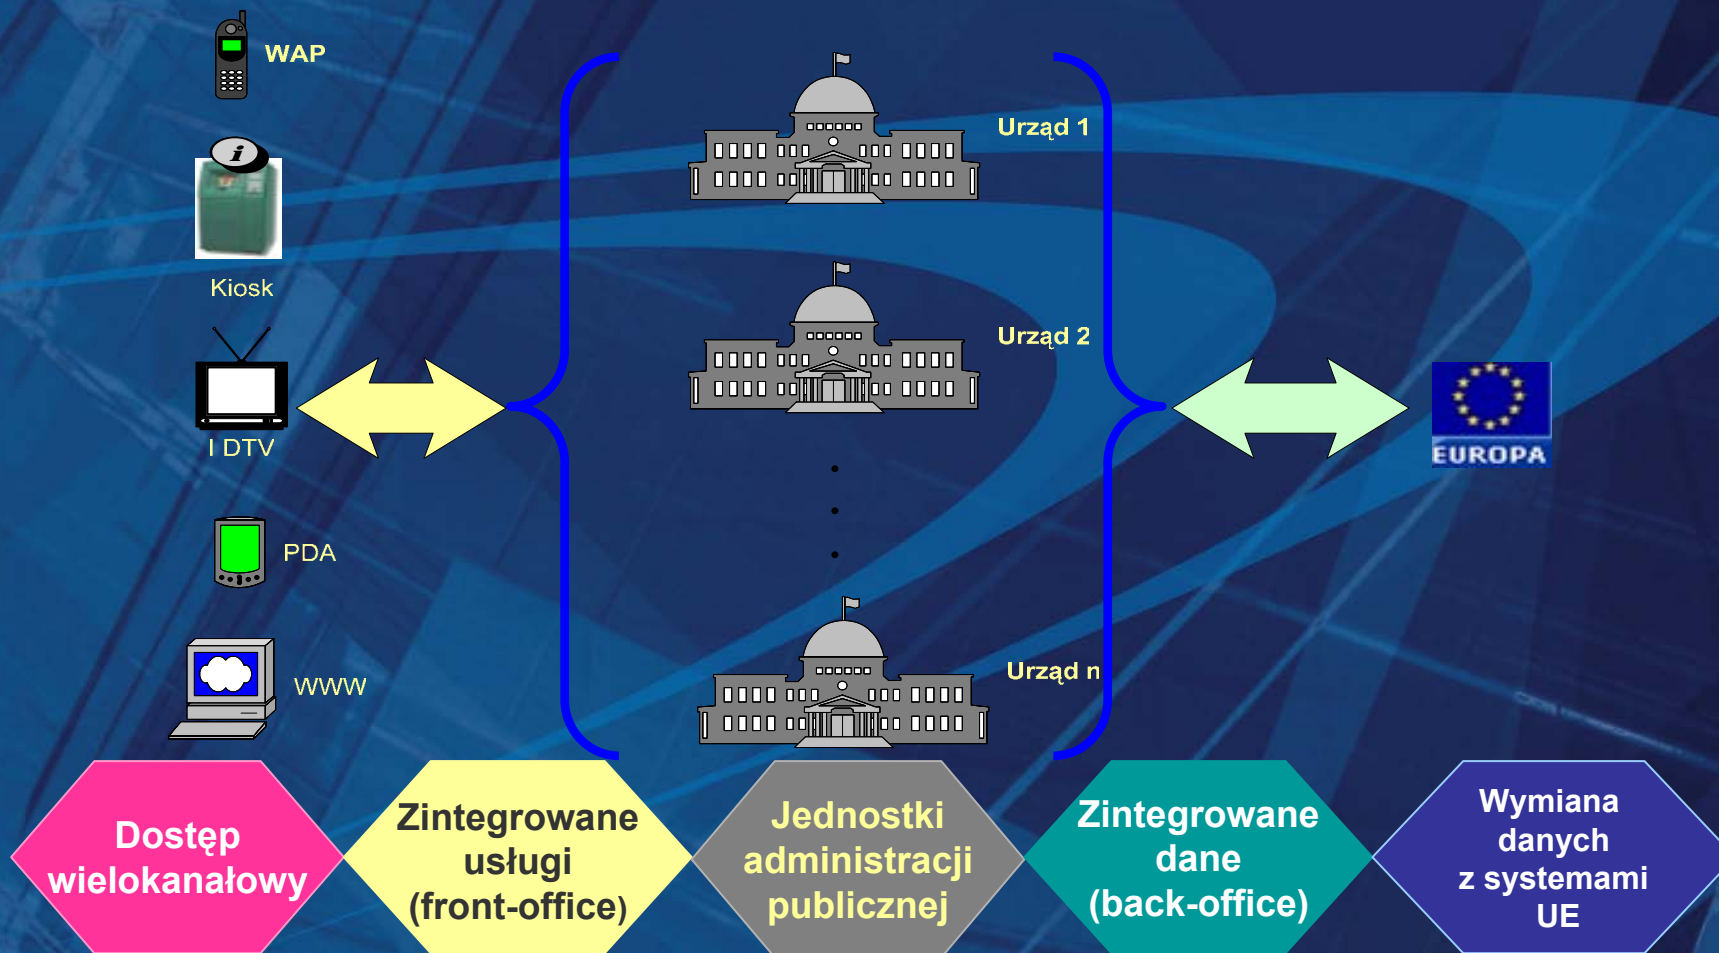 WAP
i
Kiosk
I DTV
PDA
WWW
Urząd 1
Urząd 2
Urząd n
EUROPA
Dostęp
wielokanałowy
Zintegrowane
usługi
(front-office)
Jednostki
administracji
publicznej
Zintegrowane
dane
(back-office)
Wymiana
danych
z systemami
UE